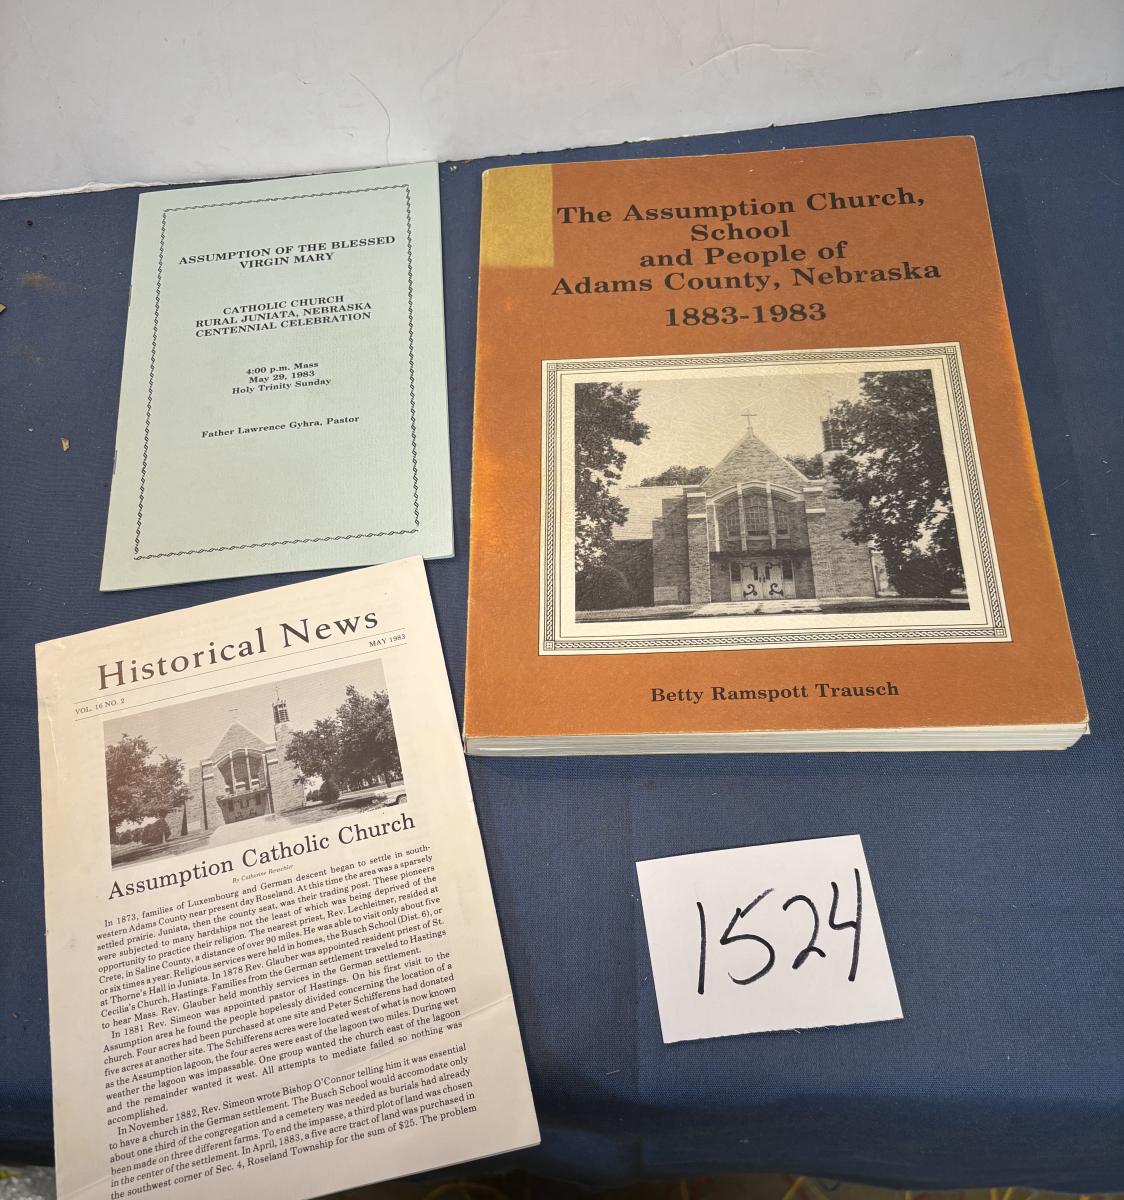 ASSUMPTION OF THE BLESSED
VIRGIN MARY
CATHOLIC CHURCH
RURAL JUNIATA, NEBRASKA
CENTENNIAL CELEBRATION
4:00 p.m. Mass
May 29, 1983
Holy Trinity Sunday
Father Lawrence Gyhra, Pastor
The Assumption Church,
School
and People of
Adams County, Nebraska
1883-1983
Betty Ramspott Trausch
Historical News
VOL. 16 NO. 2
MAY 1983
Assumption Catholic Church
By Catherine
In 1873, families of Luxembourg and German descent began to settle in south-
western Adams County near present day Roseland. At this time the area was a sparsely
settled prairie. Juniata, then the county seat, was their trading post. These pioneers
were subjected to many hardships not the least of which was being deprived of the
opportunity to practice their religion. The nearest priest, Rev. Lechleitner, resided at
Crete, in Saline County, a distance of over 90 miles. He was able to visit only about five
or six times a year. Religious services were held in homes, the Busch School (Dist. 6), or
at Thorne's Hall in Juniata. In 1878 Rev. Glauber was appointed resident priest of St.
Cecilia's Church, Hastings. Families from the German settlement traveled to Hastings
to hear Mass. Rev. Glauber held monthly services in the German settlement.
In 1881 Rev. Simeon was appointed pastor of Hastings. On his first visit to the
Assumption area he found the people hopelessly divided concerning the location of a
church. Four acres had been purchased at one site and Peter Schifferens had donated
five acres at another site. The Schifferens acres were located west of what is now known
as the Assumption lagoon, the four acres were east of the lagoon two miles. During wet
weather the lagoon was impassable. One group wanted the church east of the lagoon
and the remainder wanted it west. All attempts to mediate failed so nothing was
accomplished.
In November 1882, Rev. Simeon wrote Bishop O'Connor telling him it was essential
to have a church in the German settlement. The Busch School would accomodate only
about one third of the congregation and a cemetery was needed as burials had already
been made on three different farms. To end the impasse, a third plot of land was chosen
in the center of the settlement. In April, 1883, a five acre tract of land was purchased in
the southwest corner of Sec. 4, Roseland Township for the sum of $25. The problem
1524